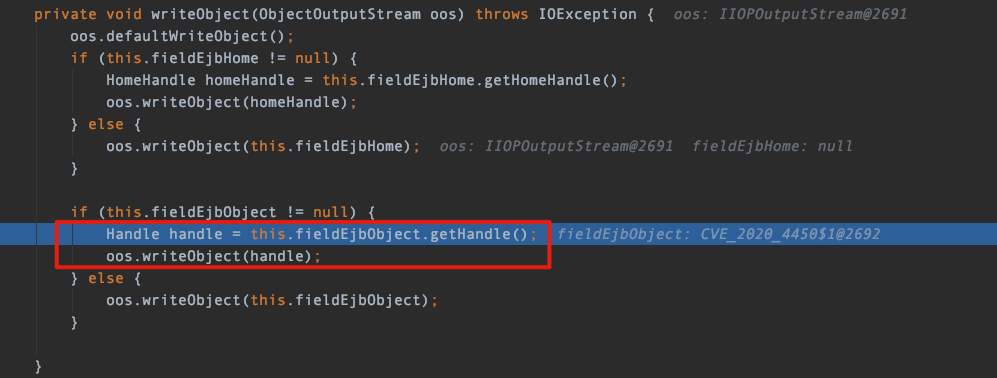 private void writeObject(ObjectOutputStream oos) throws IOException {  oos: IIOPOutputStream@2691
oos.defaultWriteObject();
if (this.fieldEjbHome != null) {
HomeHandle homeHandle = this.fieldEjbHome.getHomeHandle();
oos.writeObject(homeHandle);
} else {
oos.writeObject(this.fieldEjbHome);  oos: IIOPOutputStream@2691  fieldEjbHome: null
}
if (this.fieldEjbObject != null) {
Handle handle = this.fieldEjbObject.getHandle();  fieldEjbObject: CVE_2020_4450$1@2692
oos.writeObject(handle);
} else {
oos.writeObject(this.fieldEjbObject);
}
}